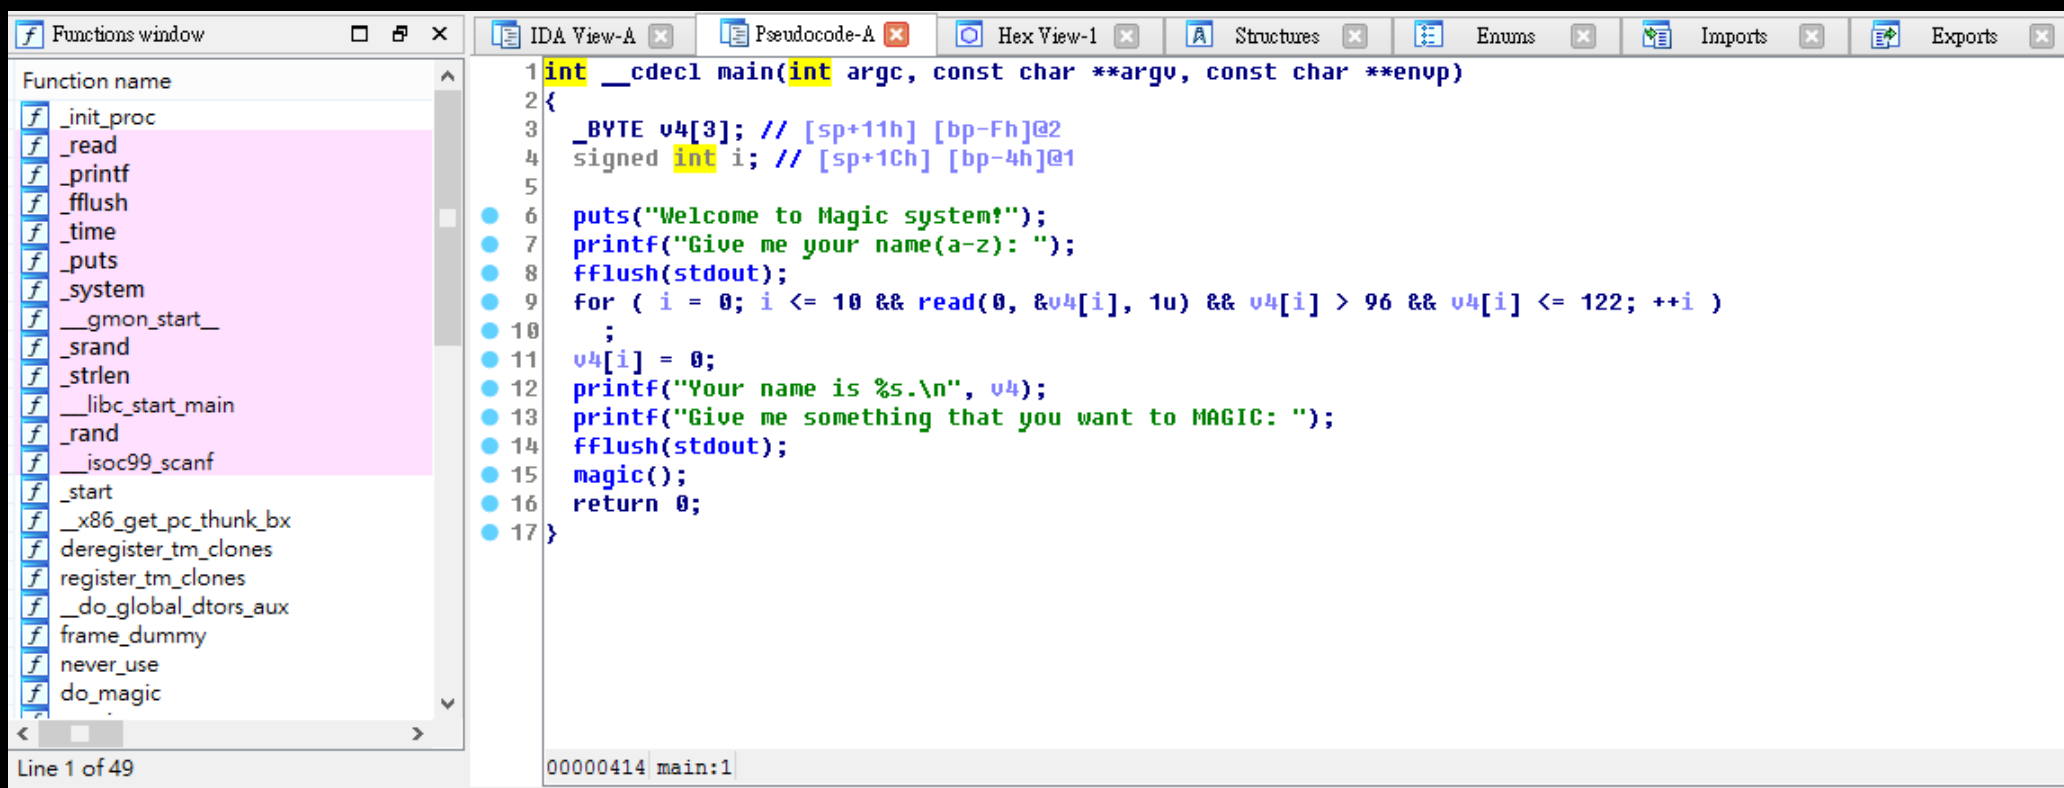 Functions window
IDA View-A
Pseudocode-A
Hex View-1
Structures
Enums
Imports
Exports
Function name
_init_proc
_read
_printf
_fflush
_time
_puts
_system
___gmon_start__
_srand
_strlen
___libc_start_main
_rand
___isoc99_scanf
_start
__x86_get_pc_thunk_bx
deregister_tm_clones
register_tm_clones
__do_global_dtors_aux
frame_dummy
never_use
do_magic
Line 1 of 49
1 int __cdecl main(int argc, const char **argv, const char **envp)
2 {
3 _BYTE v4[3]; // [sp+11h] [bp-Fh]@2
4 signed int i; // [sp+1Ch] [bp-4h]@1
5
6 puts("Welcome to Magic system!");
7 printf("Give me your name(a-z): ");
8 fflush(stdout);
9 for ( i = 0; i <= 10 && read(0, &v4[i], 1u) && v4[i] > 96 && v4[i] <= 122; ++i )
10 ;
11 v4[i] = 0;
12 printf("Your name is %s.\n", v4);
13 printf("Give me something that you want to MAGIC: ");
14 fflush(stdout);
15 magic();
16 return 0;
17 }
00000414 main:1